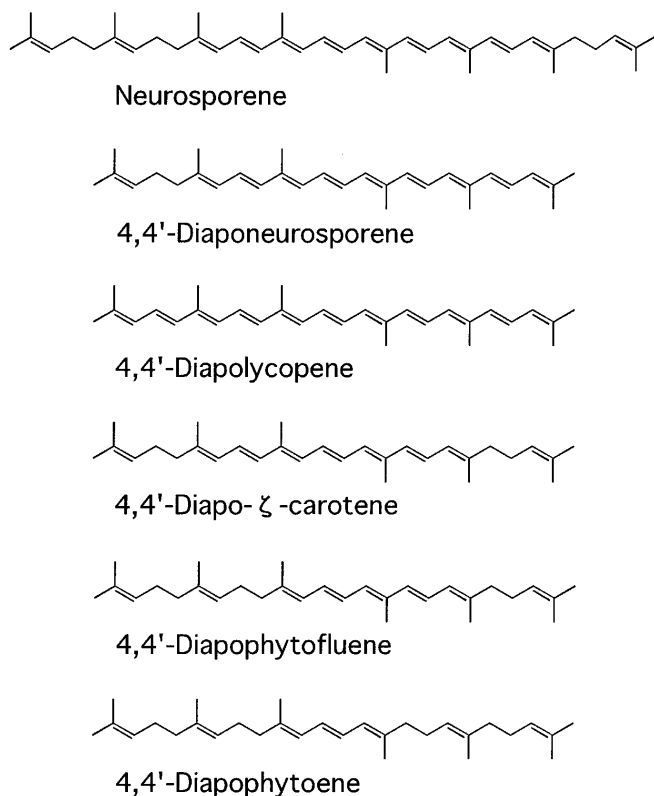 Neurosporene
4,4'-Diaponeurosporene
4,4'-Diapolycopene
4,4'-Diapo- ζ -carotene
4,4'-Diapophytofluene
4,4'-Diapophytoene